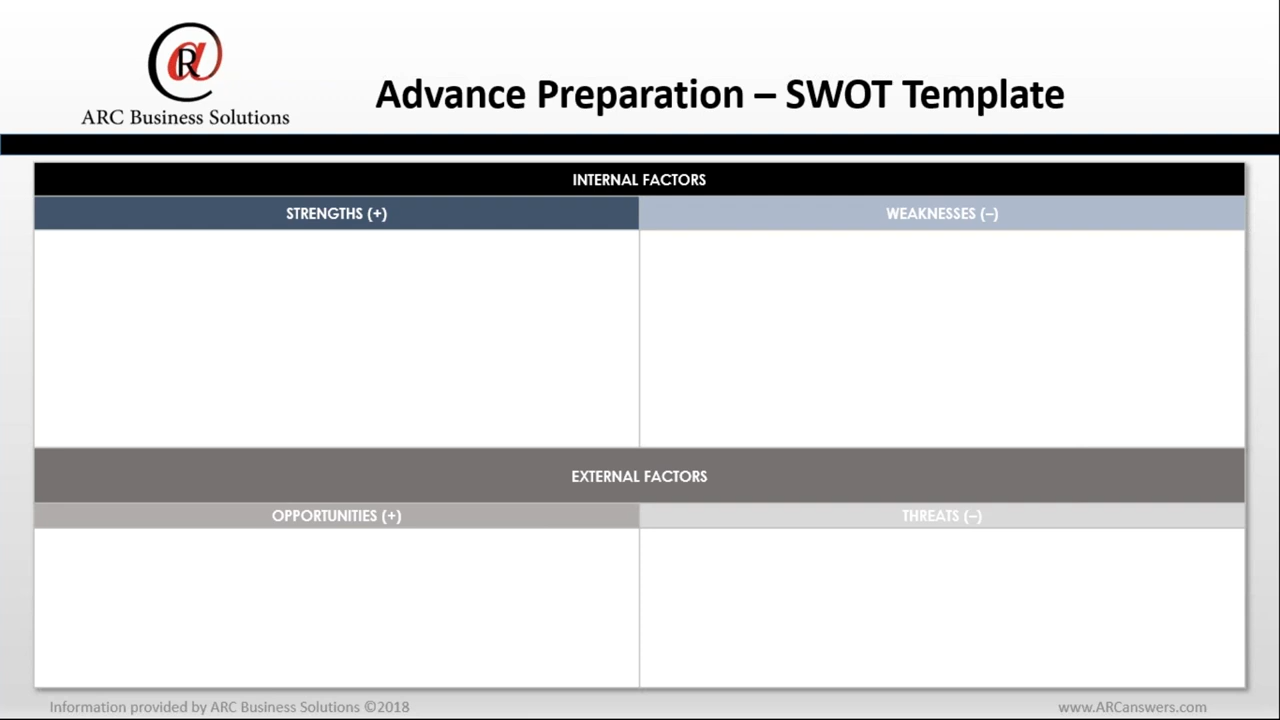 ARC Business Solutions
Advance Preparation – SWOT Template
INTERNAL FACTORS
STRENGTHS (+)
WEAKNESSES (–)
EXTERNAL FACTORS
OPPORTUNITIES (+)
THREATS (–)
Information provided by ARC Business Solutions ©2018
www.ARCanswers.com